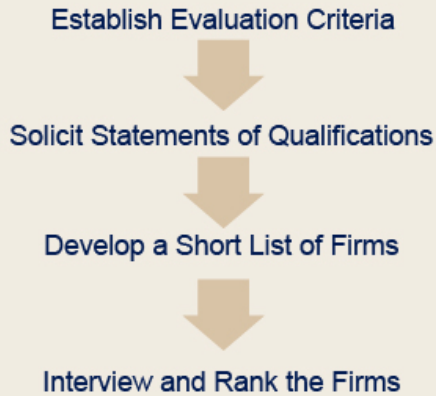 Establish Evaluation Criteria
Solicit Statements of Qualifications
Develop a Short List of Firms
Interview and Rank the Firms